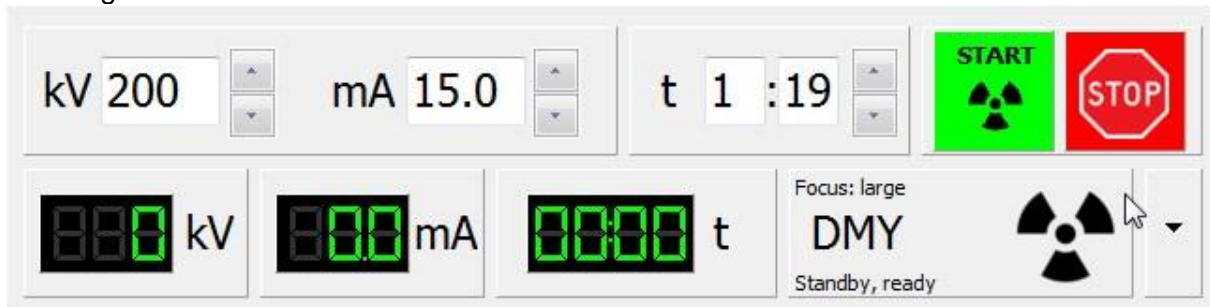 kV 200 mA 15.0 t 1 :19 START STOP
0 kV 0.0 mA 00:00 t
Focus: large
DMY
Standby, ready